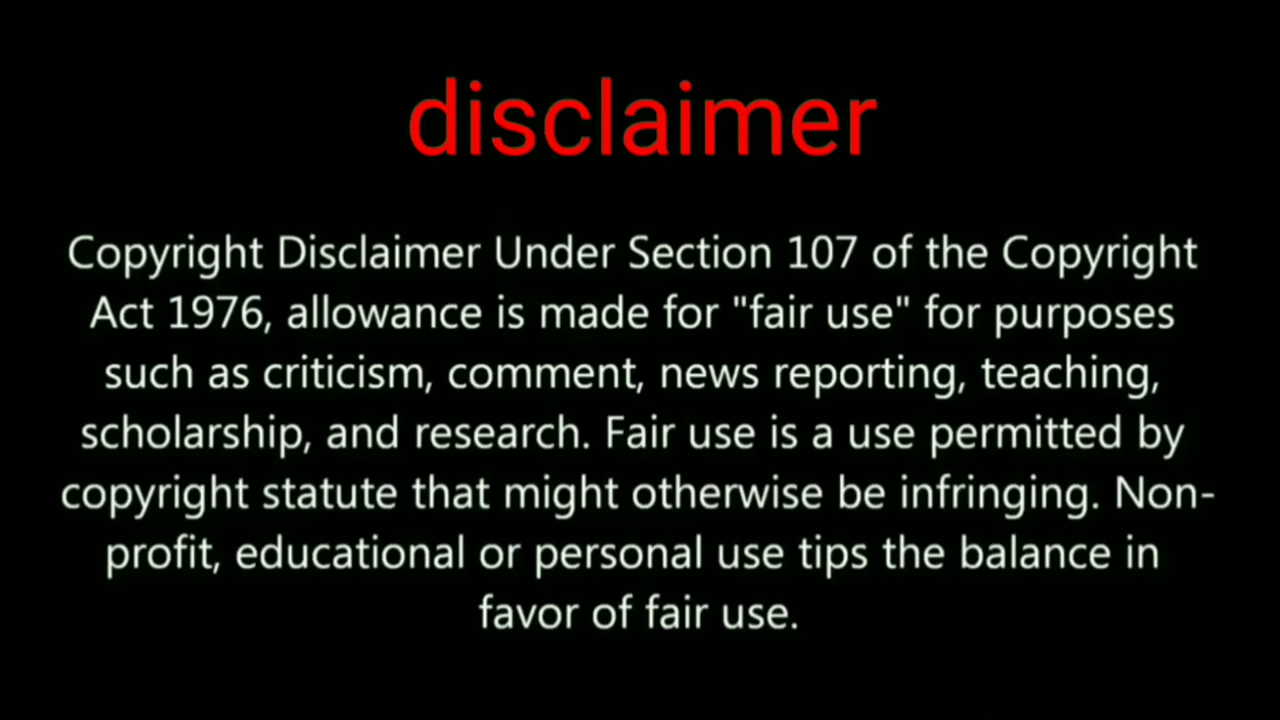 disclaimer
Copyright Disclaimer Under Section 107 of the Copyright
Act 1976, allowance is made for "fair use" for purposes
such as criticism, comment, news reporting, teaching,
scholarship, and research. Fair use is a use permitted by
copyright statute that might otherwise be infringing. Non-
profit, educational or personal use tips the balance in
favor of fair use.